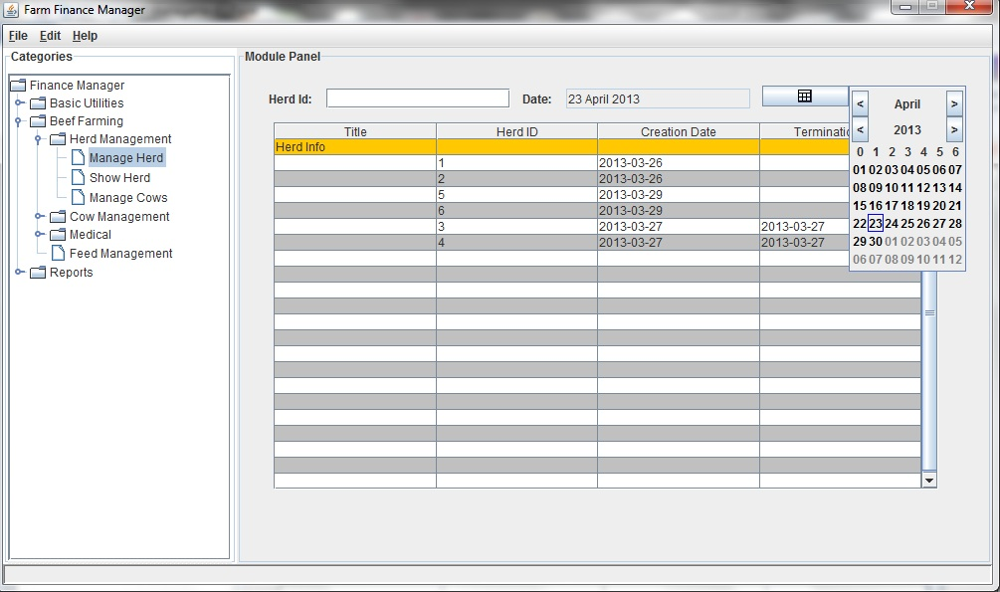 Farm Finance Manager
File Edit Help
Categories
Finance Manager
Basic Utilities
Beef Farming
Herd Management
Manage Herd
Show Herd
Manage Cows
Cow Management
Medical
Feed Management
Reports
Module Panel
Herd Id: Date: 23 April 2013
Title Herd ID Creation Date Terminatio
Herd Info
1 2013-03-26
2 2013-03-26
5 2013-03-29
6 2013-03-29
3 2013-03-27 2013-03-27
4 2013-03-27 2013-03-27
< April >
< 2013 >
0 1 2 3 4 5 6
01 02 03 04 05 06 07
08 09 10 11 12 13 14
15 16 17 18 19 20 21
22 23 24 25 26 27 28
29 30 01 02 03 04 05
06 07 08 09 10 11 12